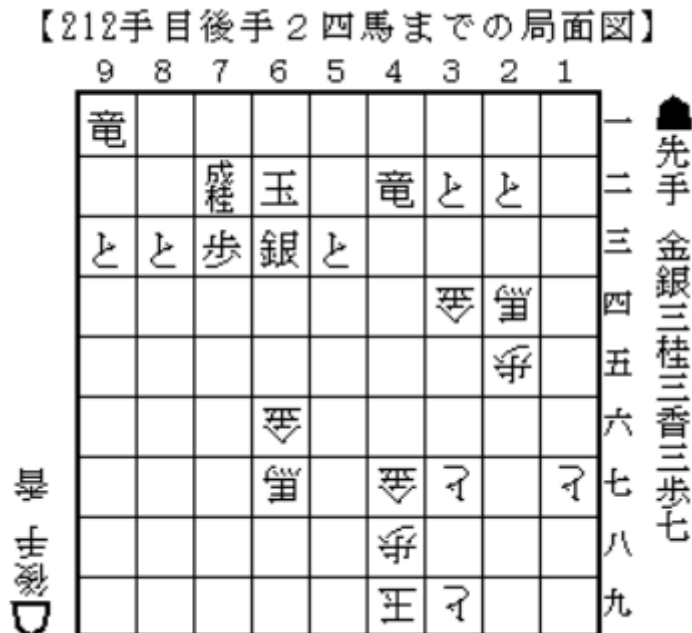 【212手目後手２四馬までの局面図】
9 8 7 6 5 4 3 2 1
竜 一
成桂 玉 竜 と と 二
と と 歩 銀 と 三
金 馬 四
歩 五
金 六
馬 金 と と 七
歩 八
王 と 九
先手 金銀三桂三香三歩七
後手 香